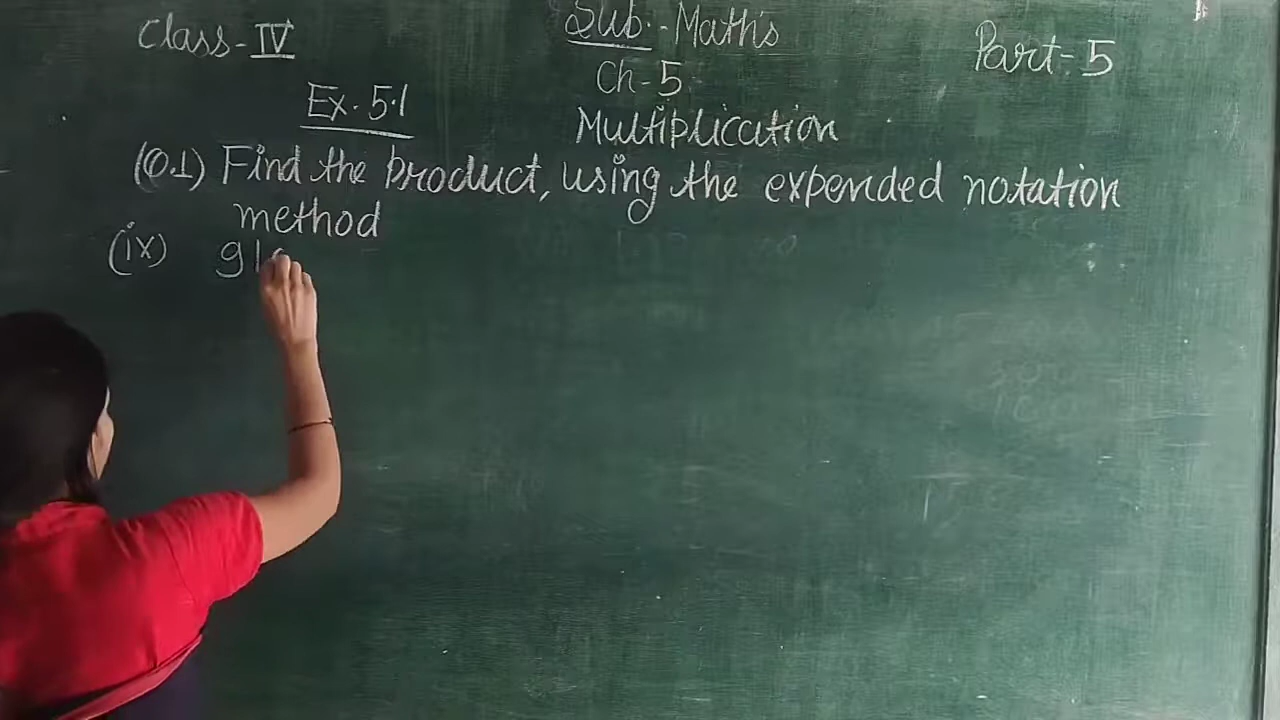 Class-IV
Sub.-Maths
Part-5
Ch-5
Ex.5.1
Multiplication
(Q.1) Find the product, using the expended notation
method
(ix) 91